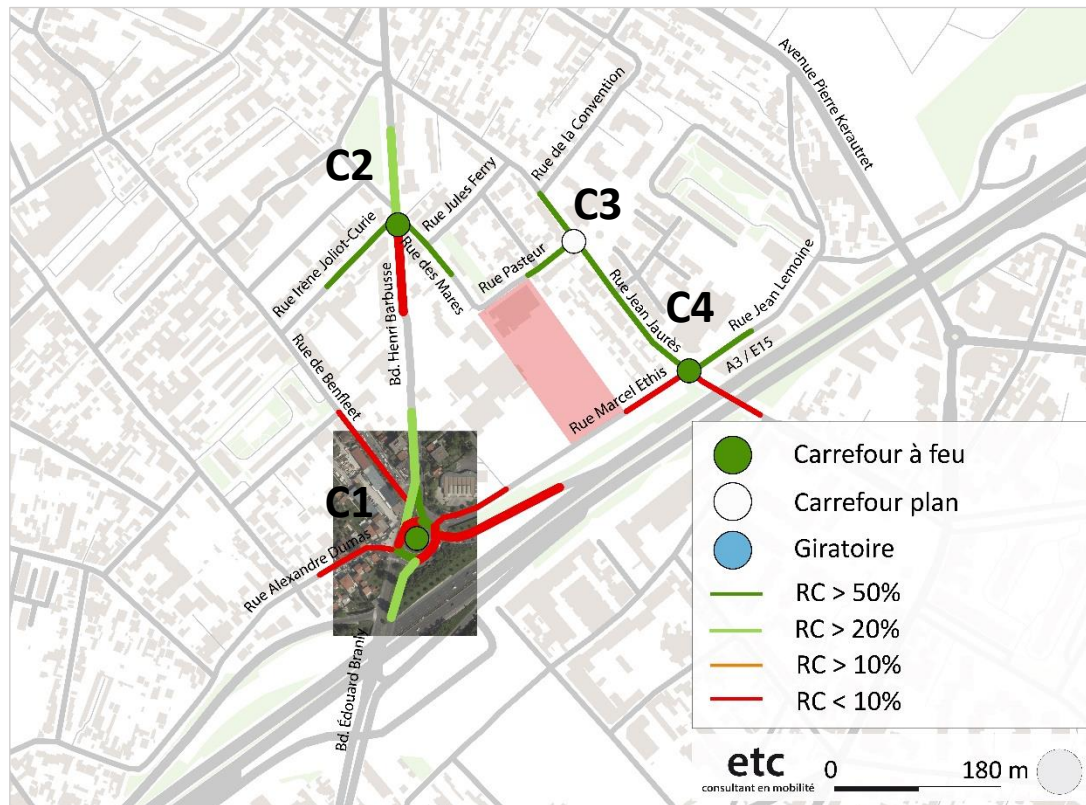 Avenue Pierre Kerautret
Rue de la Convention
C2
Rue Jules Ferry
C3
Rue Irène Joliot-Curie
Rue des Mares
Rue Pasteur
Bd. Henri Barbusse
Rue Jean Jaurès
C4
Rue Jean Lemoine
A3 / E15
Rue de Benfleet
Rue Marcel Ethis
C1
Rue Alexandre Dumas
Bd. Édouard Branly
Carrefour à feu
Carrefour plan
Giratoire
RC > 50%
RC > 20%
RC > 10%
RC < 10%
etc
consultant en mobilité
0 180 m